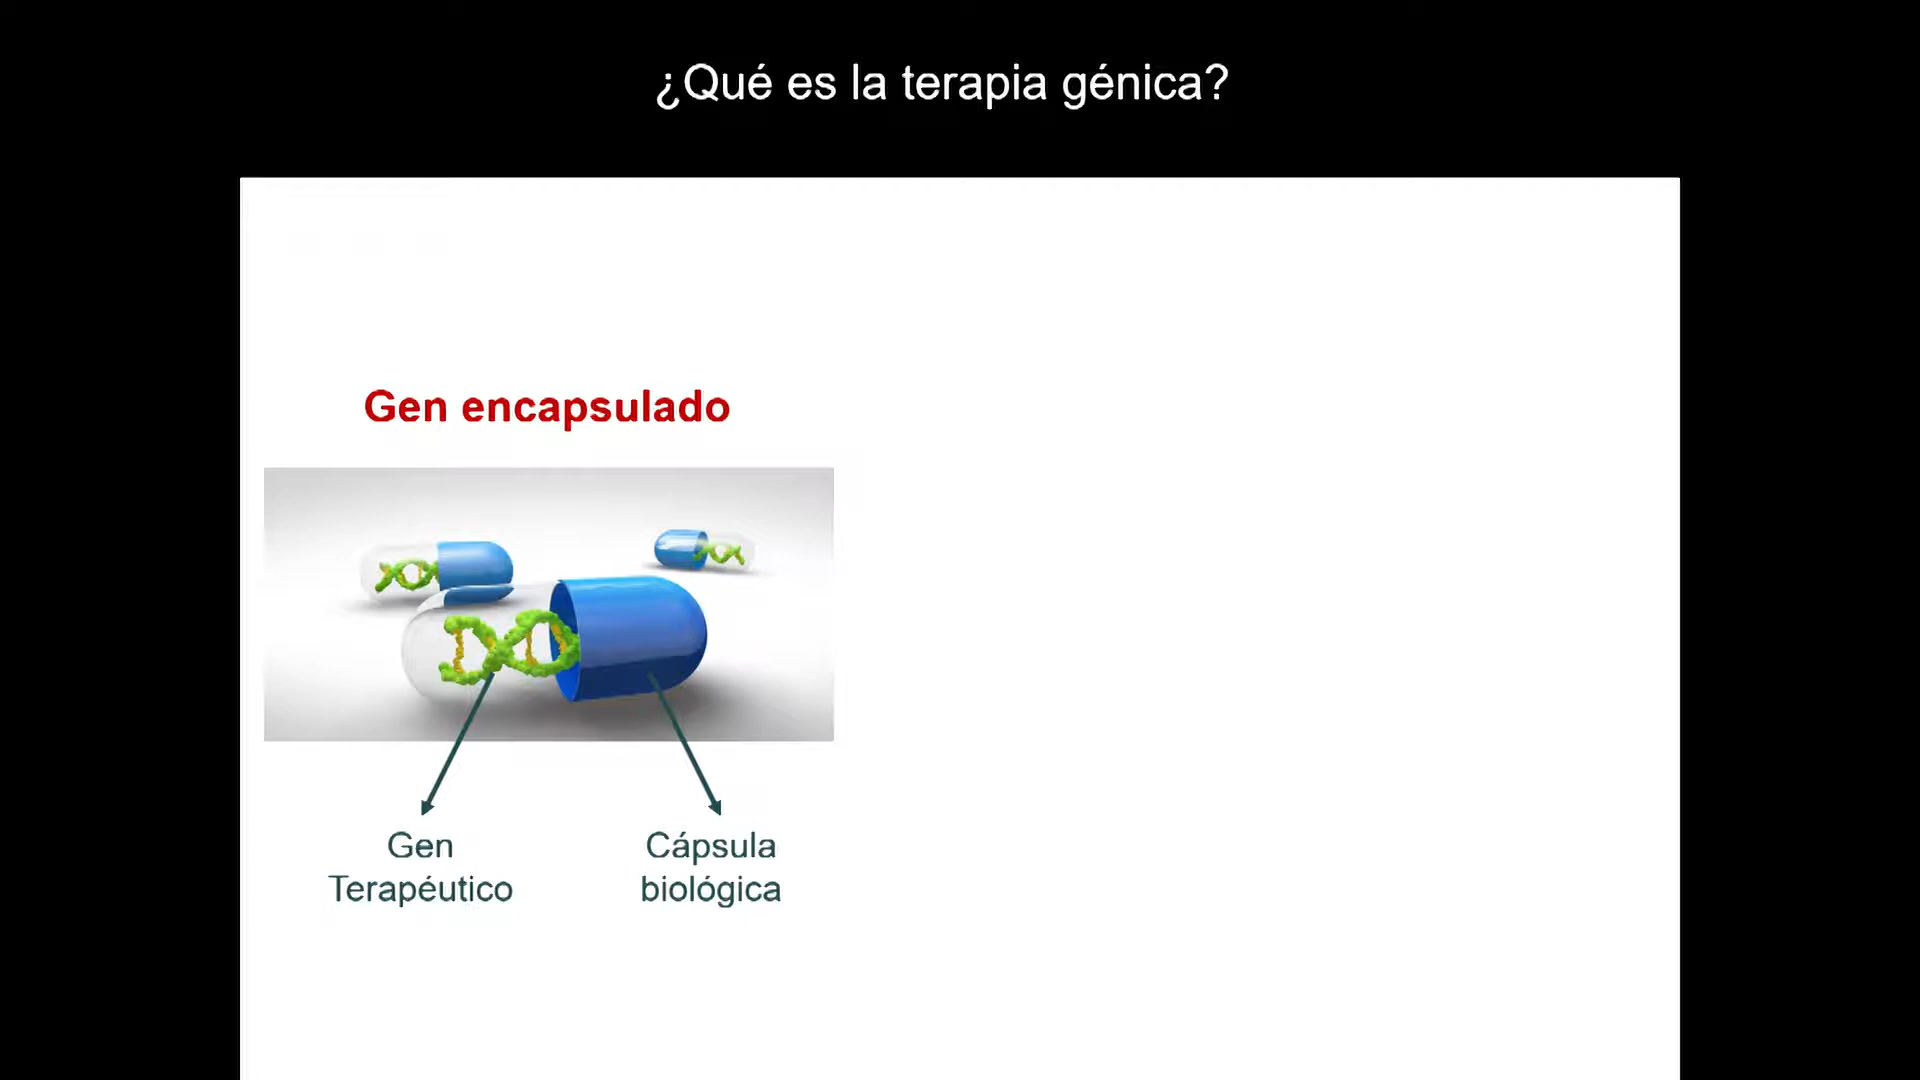 ¿Qué es la terapia génica?
Gen encapsulado
Gen
Terapéutico
Cápsula
biológica